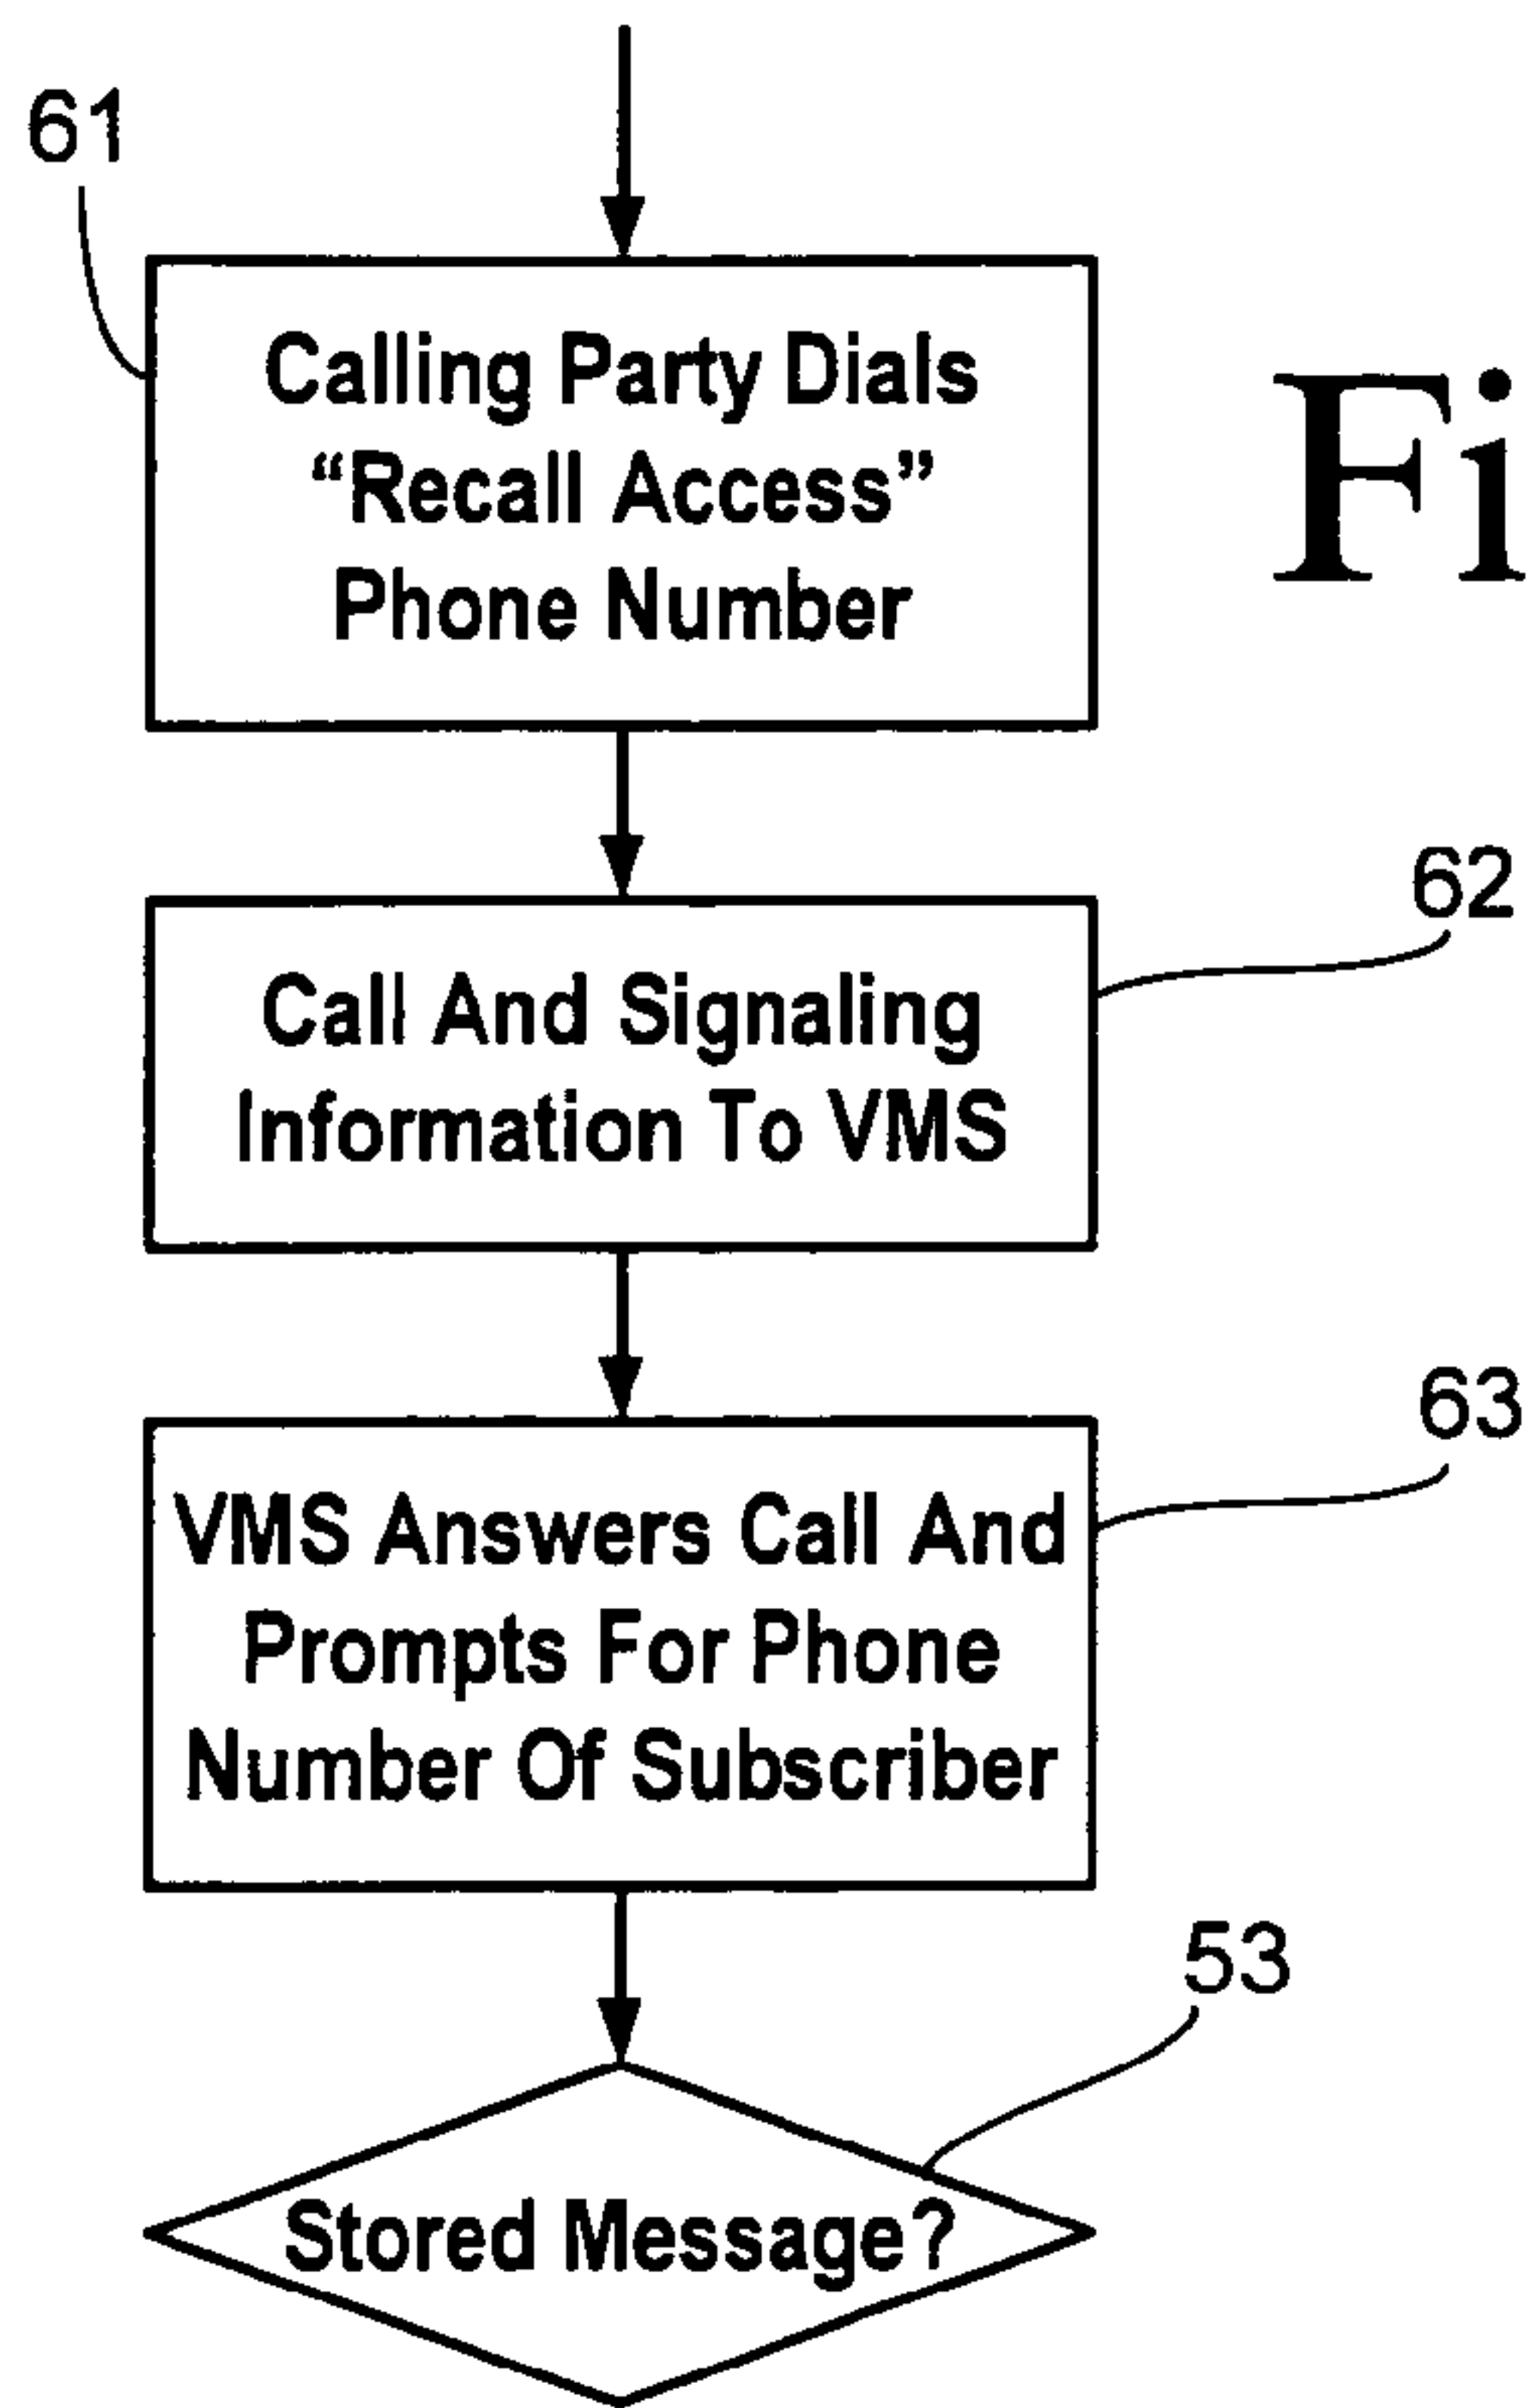 61
Calling Party Dials
“Recall Access”
Phone Number
Fi
62
Call And Signaling
Information To VMS
63
VMS Answers Call And
Prompts For Phone
Number Of Subscriber
53
Stored Message?